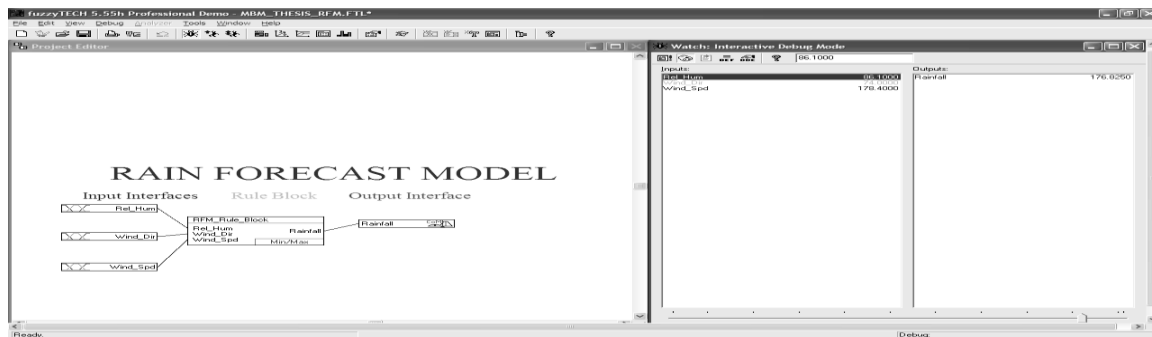 fuzzyTECH 5.55h Professional Demo - MBM_THESIS_RFM.FTL*
File Edit View Debug Analyzer Tools Window Help
Project Editor
RAIN FORECAST MODEL
Input Interfaces Rule Block Output Interface
Rel_Hum
Wind_Dir
Wind_Spd
RFM_Rule_Block
Rel_Hum
Wind_Dir
Wind_Spd
Rainfall
Min/Max
Rainfall
Watch: Interactive Debug Mode
86.1000
Inputs:
Rel_Hum 86.1000
Wind_Dir
Wind_Spd 178.4000
Outputs:
Rainfall 176.8250
Ready.
Debug: